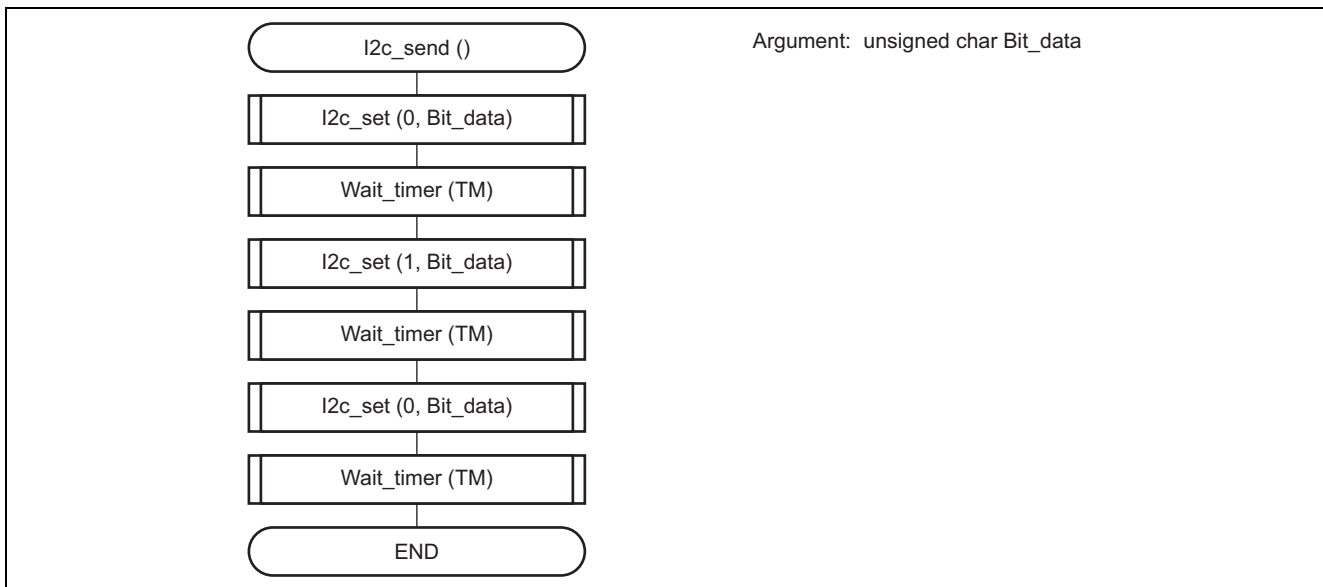 I2c_send ()
Argument: unsigned char Bit_data
I2c_set (0, Bit_data)
Wait_timer (TM)
I2c_set (1, Bit_data)
Wait_timer (TM)
I2c_set (0, Bit_data)
Wait_timer (TM)
END